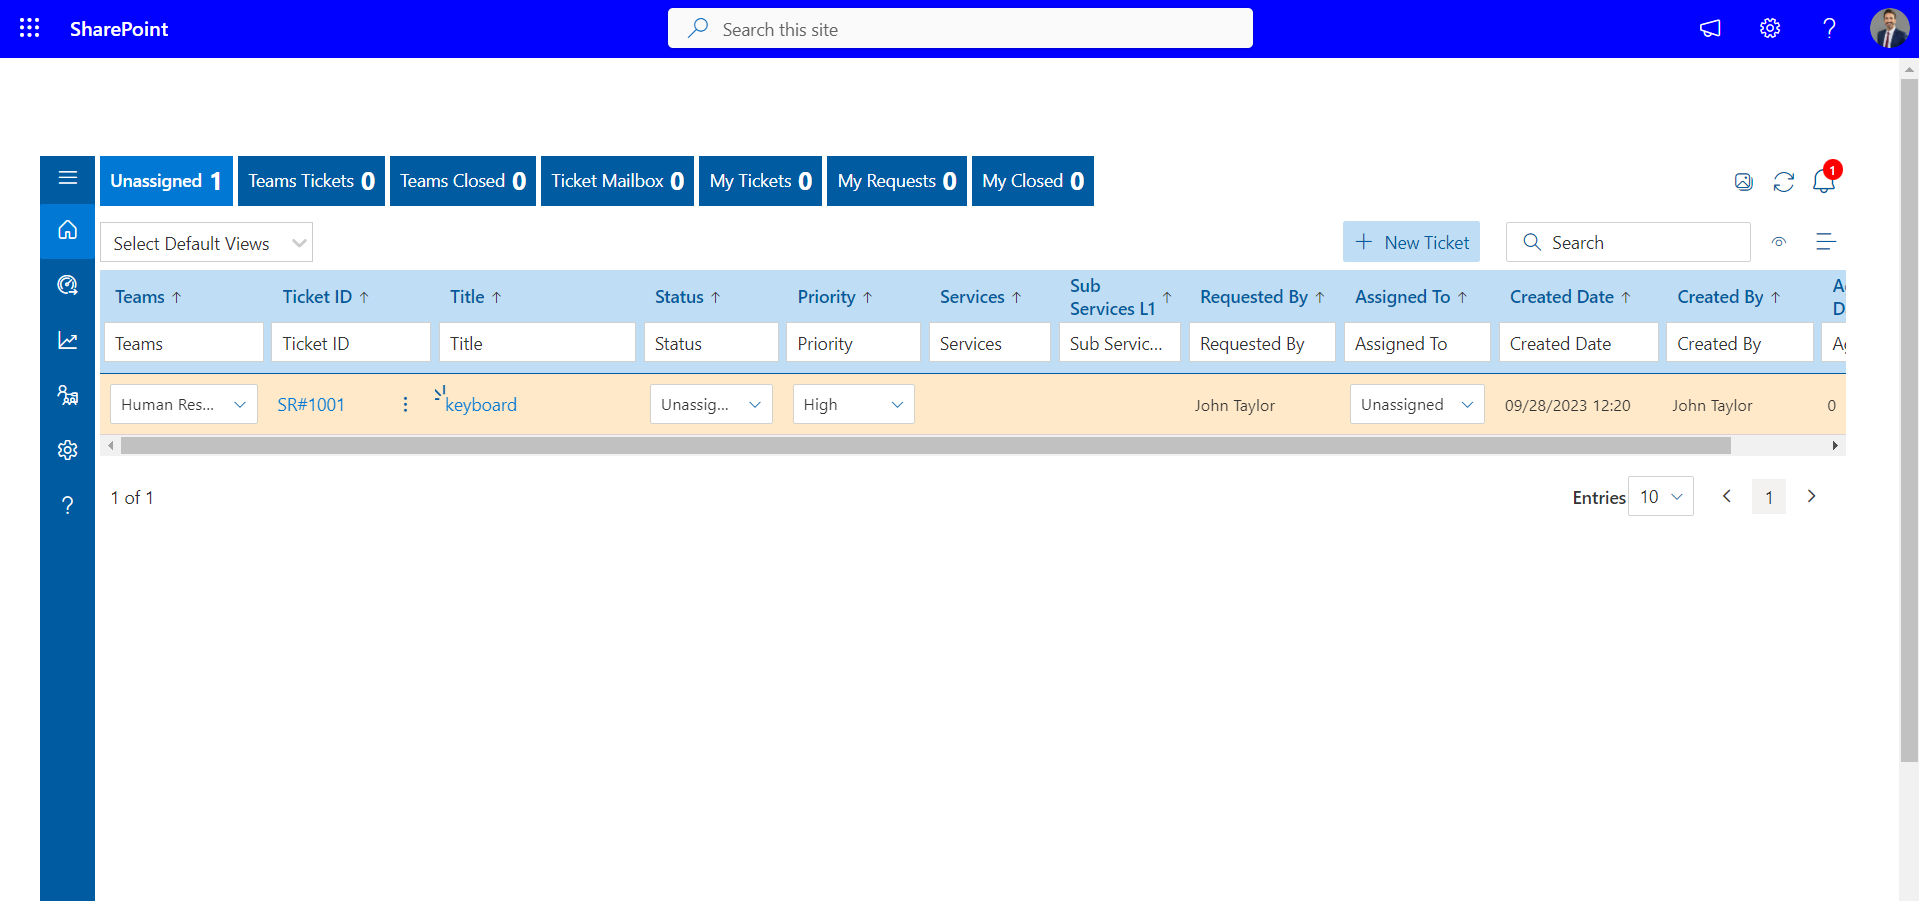 SharePoint
Search this site
Unassigned 1
Teams Tickets 0
Teams Closed 0
Ticket Mailbox 0
My Tickets 0
My Requests 0
My Closed 0
1
Select Default Views
New Ticket
Search
Teams
Ticket ID
Title
Status
Priority
Services
Sub
Services L1
Requested By
Assigned To
Created Date
Created By
Teams
Ticket ID
Title
Status
Priority
Services
Sub Servic...
Requested By
Assigned To
Created Date
Created By
Human Res...
SR#1001
keyboard
Unassig...
High
John Taylor
Unassigned
09/28/2023 12:20
John Taylor
0
1 of 1
Entries
10
1